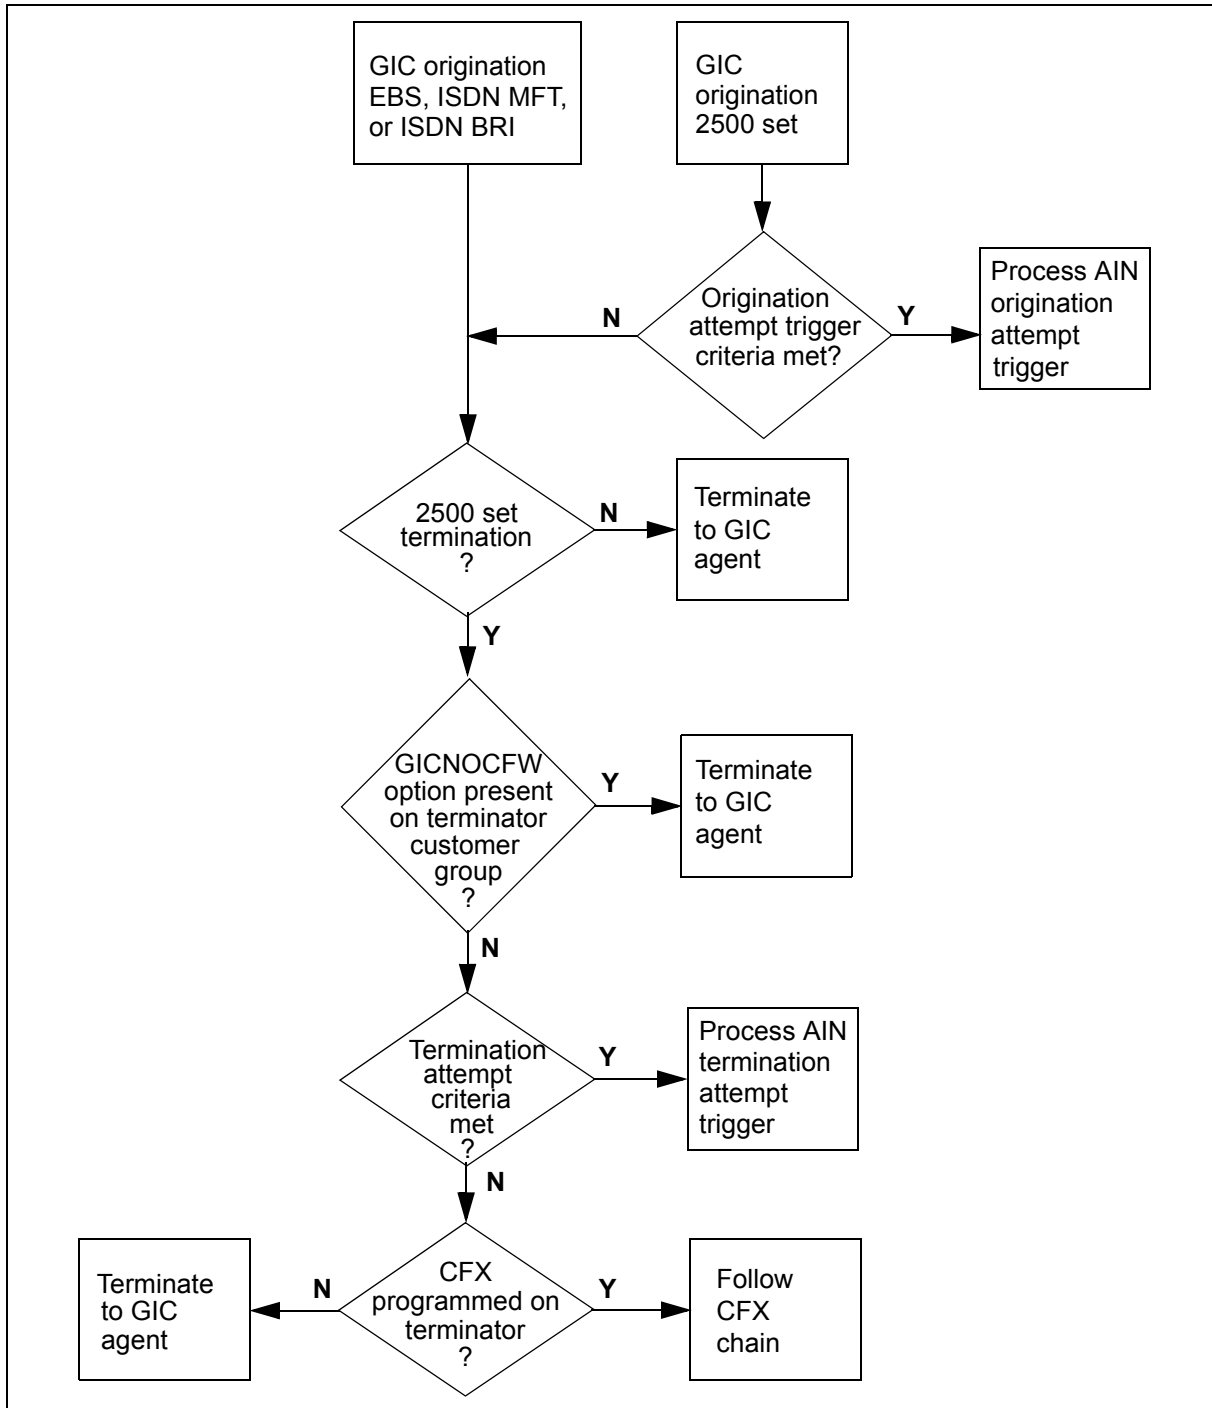 GIC origination
EBS, ISDN MFT,
or ISDN BRI
GIC
origination
2500 set
Origination
attempt trigger
criteria met?
N
Y
Process AIN
origination
attempt
trigger
2500 set
termination
?
N
Terminate
to GIC
agent
Y
GICNOCFW
option present
on terminator
customer
group
?
Y
Terminate
to GIC
agent
N
Termination
attempt
criteria
met
?
Y
Process AIN
termination
attempt
trigger
N
CFX
programmed on
terminator
?
N
Terminate
to GIC
agent
Y
Follow
CFX
chain